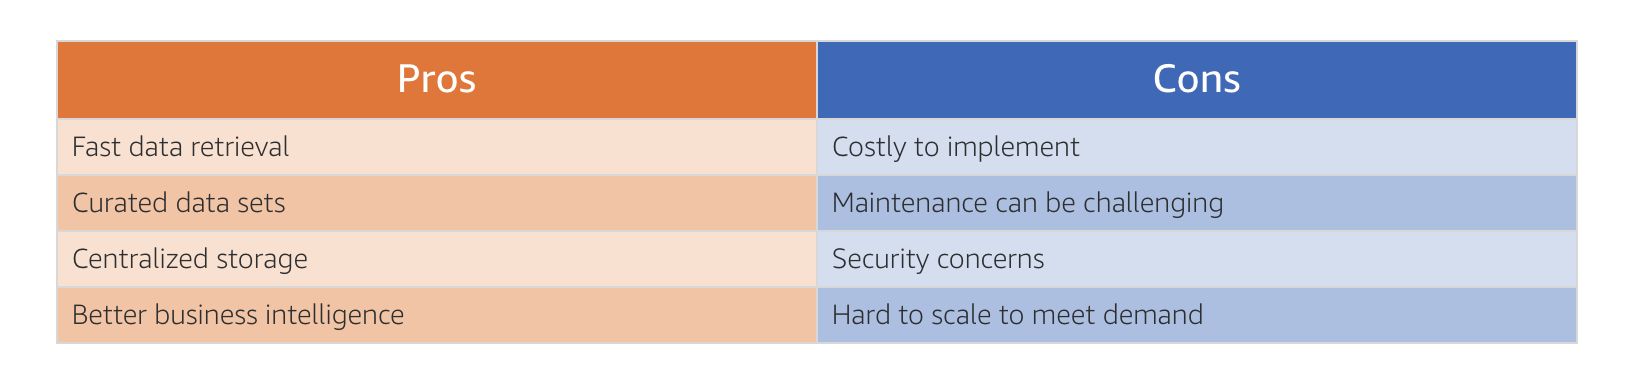 Pros
Cons
Fast data retrieval
Costly to implement
Curated data sets
Maintenance can be challenging
Centralized storage
Security concerns
Better business intelligence
Hard to scale to meet demand